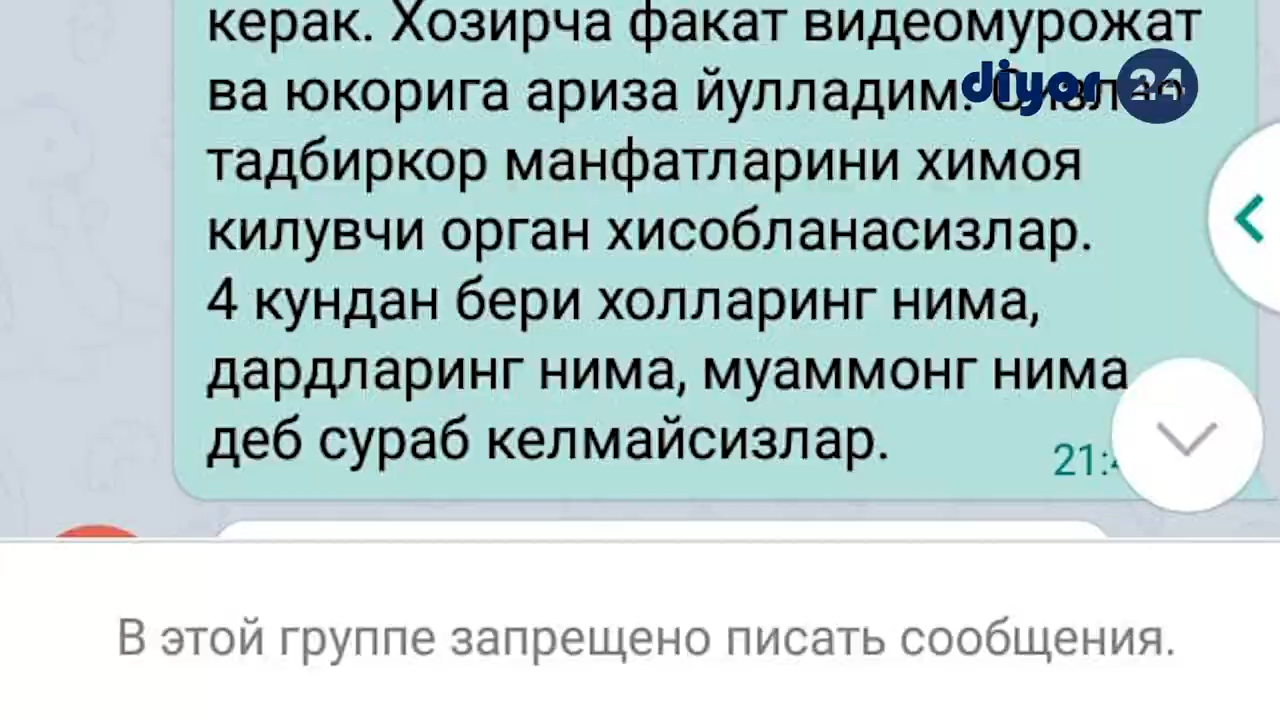 керак. Хозирча факат видеомурожат
ва юкорига ариза йулладим.
diyor 24
тадбиркор манфатларини химоя
килувчи орган хисобланасизлар.
4 кундан бери холларинг нима,
дардларинг нима, муаммонг нима
деб сураб келмайсизлар.
В этой группе запрещено писать сообщения.